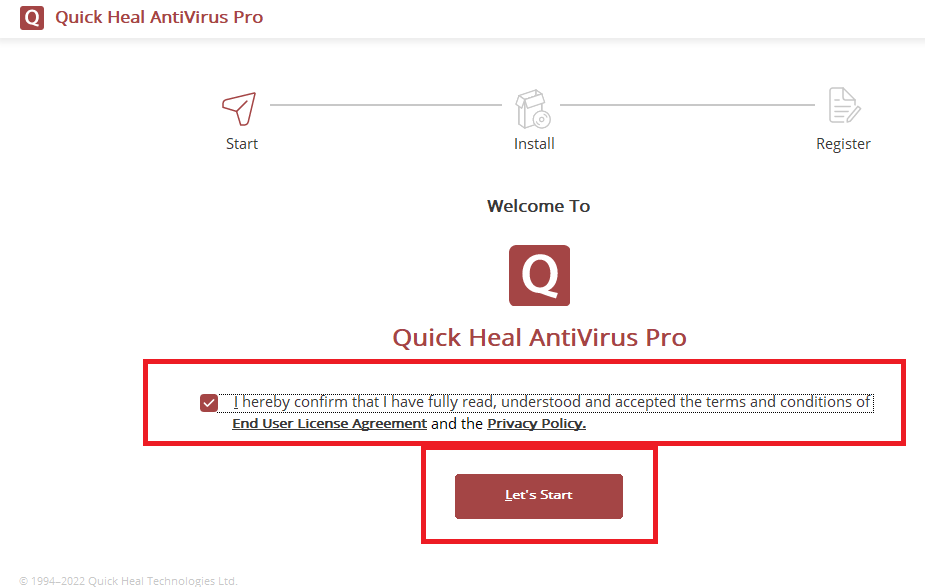 Q Quick Heal AntiVirus Pro
Start Install Register
Welcome To
Q
Quick Heal AntiVirus Pro
I hereby confirm that I have fully read, understood and accepted the terms and conditions of
End User License Agreement and the Privacy Policy.
Let's Start
© 1994–2022 Quick Heal Technologies Ltd.